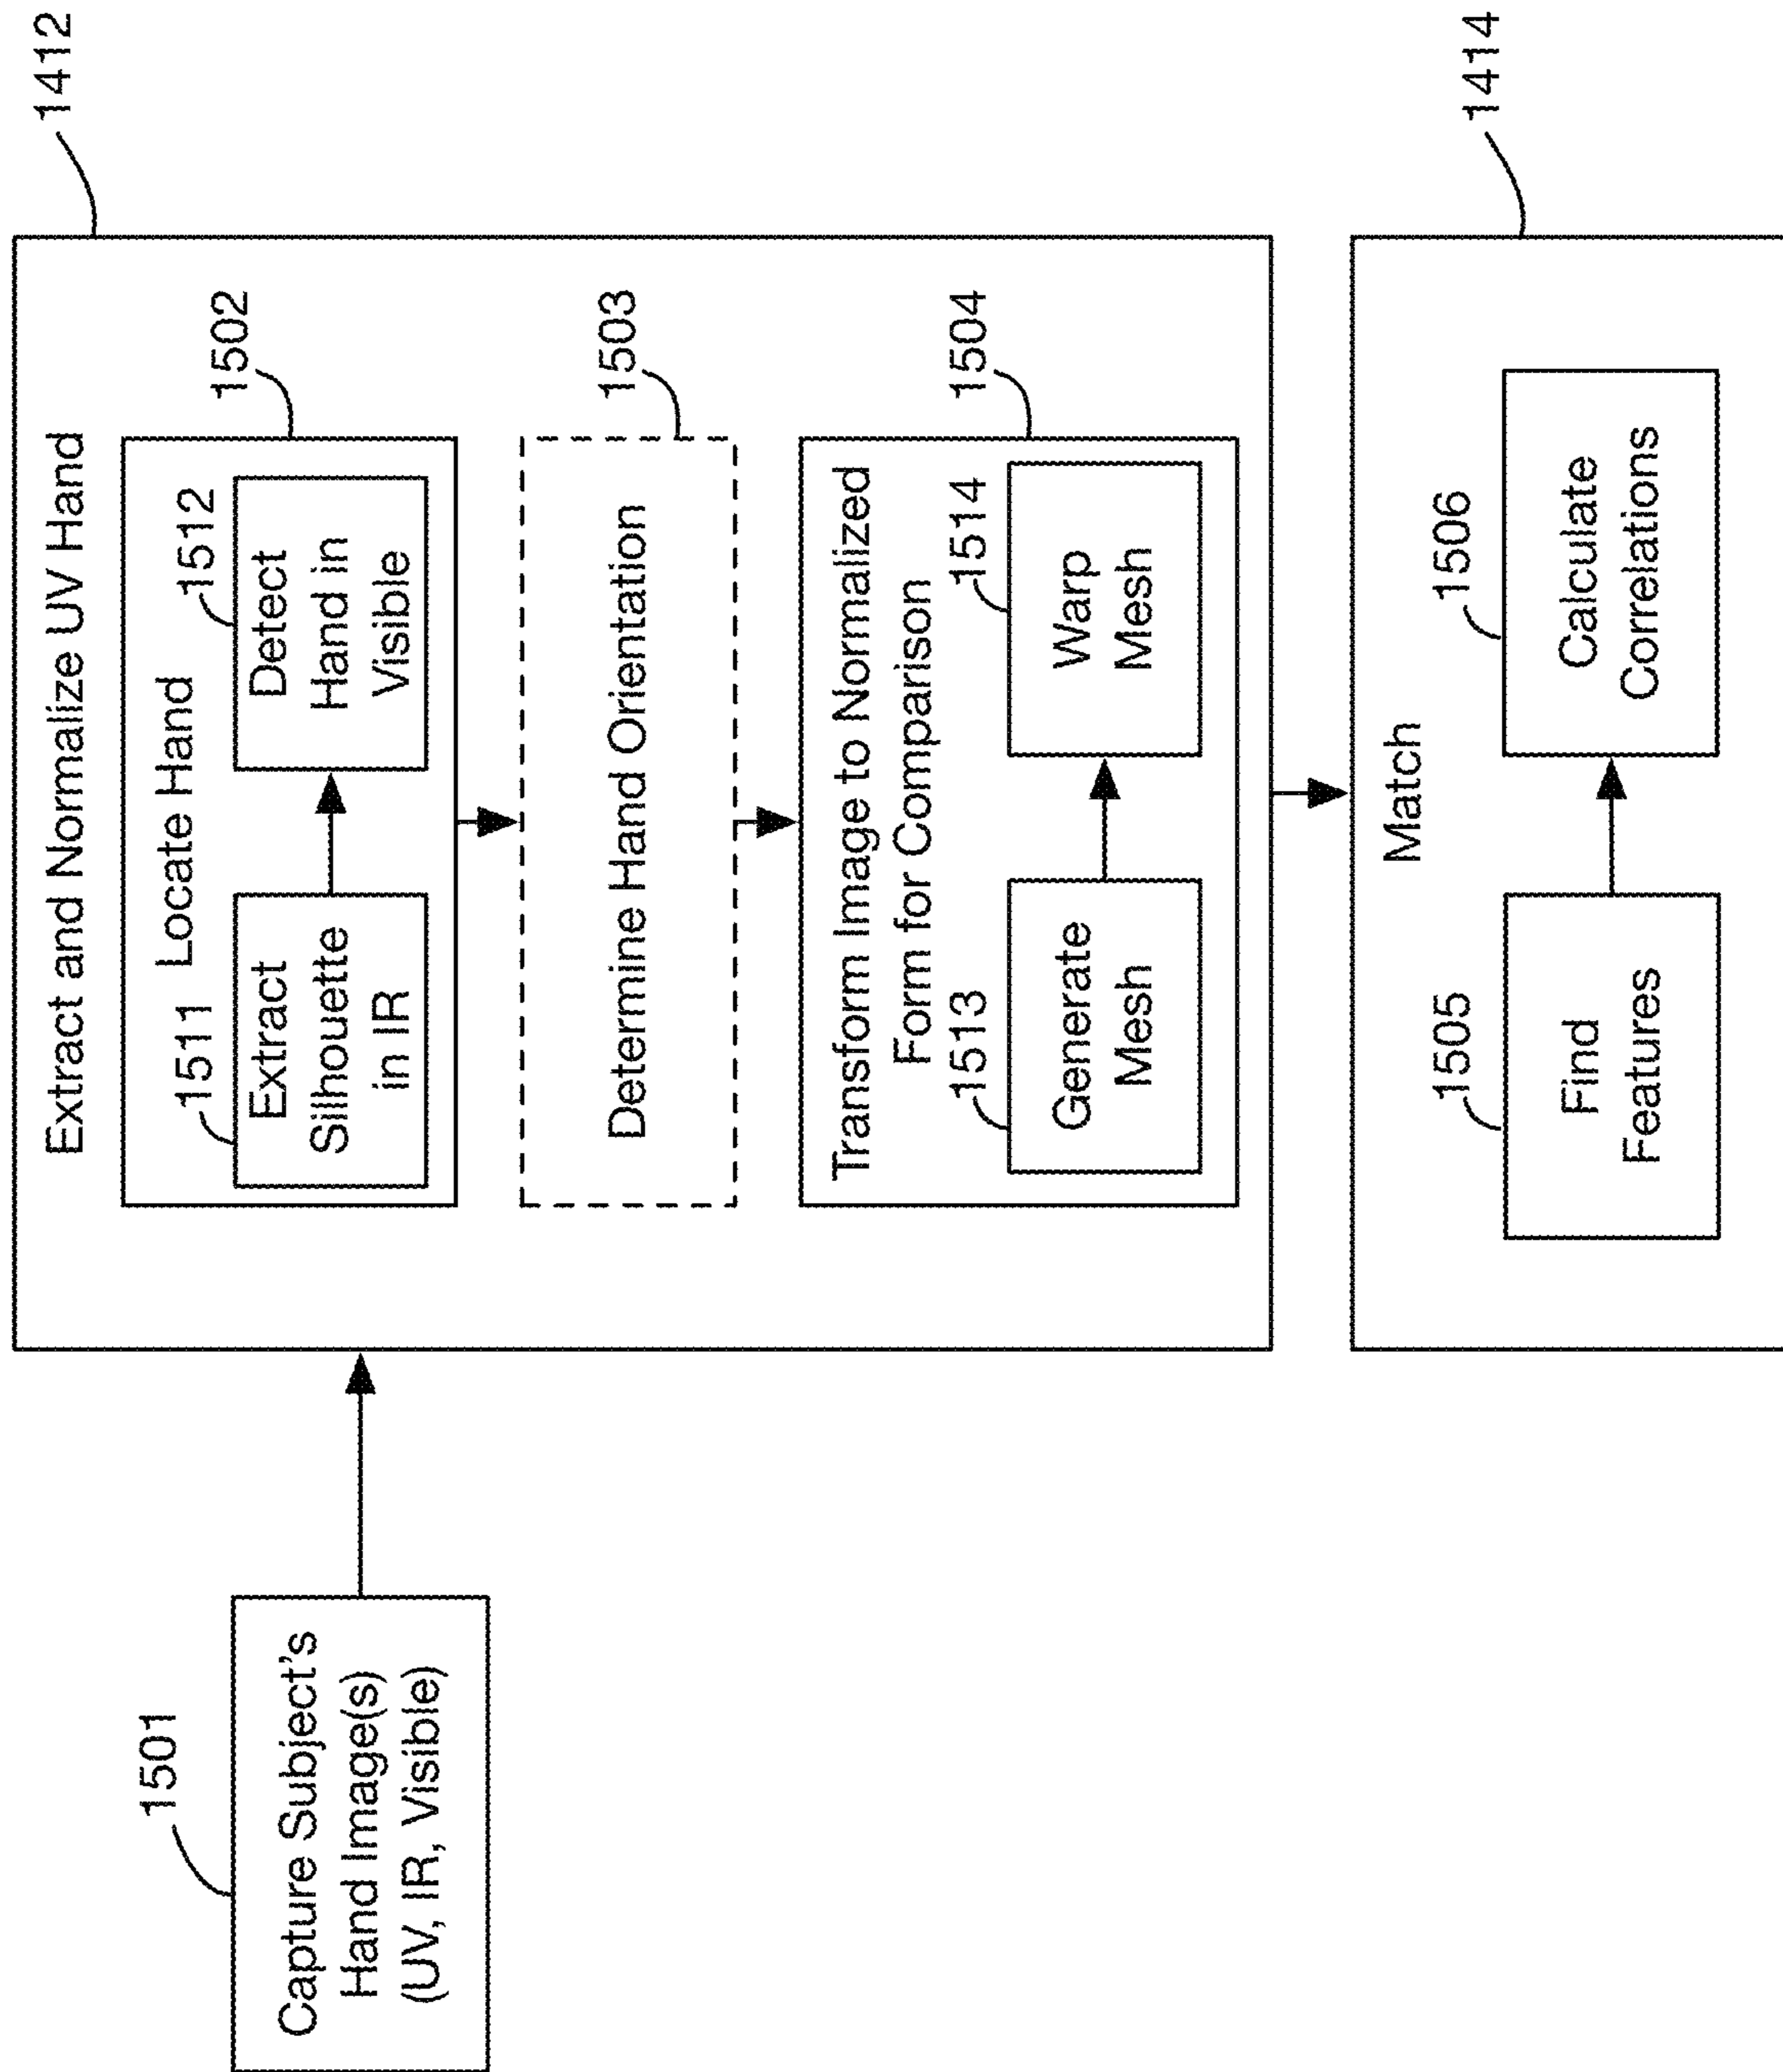 1501
Capture Subject's
Hand Image(s)
(UV, IR, Visible)
1412
Extract and Normalize UV Hand
1502
Locate Hand
1511
Extract
Silhouette
in IR
1512
Detect
Hand in
Visible
1503
Determine Hand Orientation
1504
Transform Image to Normalized
Form for Comparison
1513
Generate
Mesh
1514
Warp
Mesh
1414
Match
1505
Find
Features
1506
Calculate
Correlations